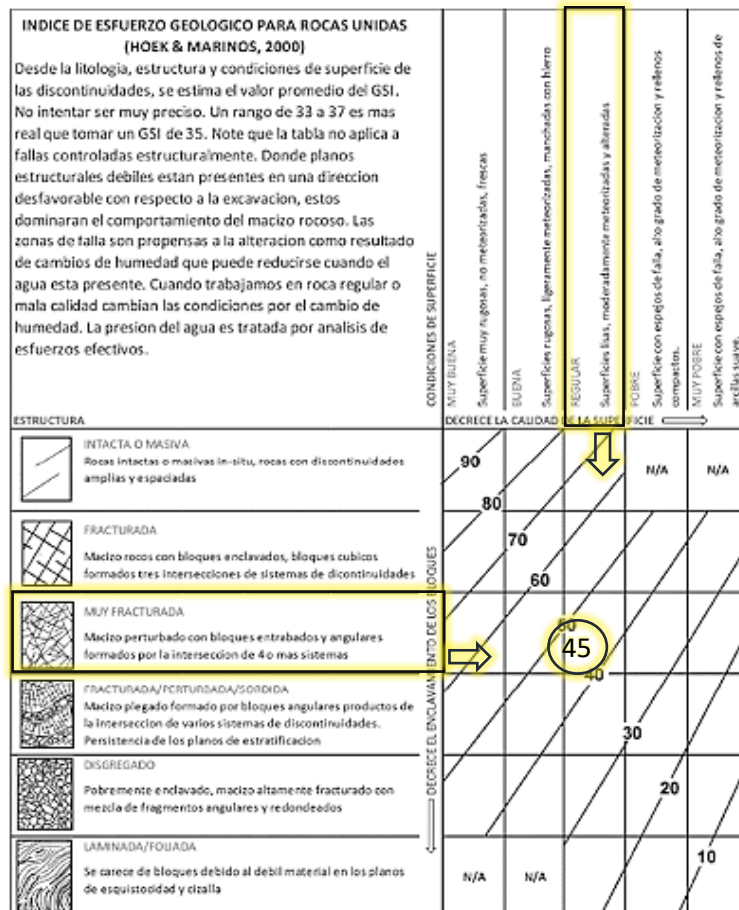 INDICE DE ESFUERZO GEOLOGICO PARA ROCAS UNIDAS
(HOEK & MARINOS, 2000)
Desde la litologia, estructura y condiciones de superficie de
las discontinuidades, se estima el valor promedio del GSI.
No intentar ser muy preciso. Un rango de 33 a 37 es mas
real que tomar un GSI de 35. Note que la tabla no aplica a
fallas controladas estructuralmente. Donde planos
estructurales debiles estan presentes en una direccion
desfavorable con respecto a la excavacion, estos
dominaran el comportamiento del macizo rocoso. Las
zonas de falla son propensas a la alteracion como resultado
de cambios de humedad que puede reducirse cuando el
agua esta presente. Cuando trabajamos en roca regular o
mala calidad cambian las condiciones por el cambio de
humedad. La presion del agua es tratada por analisis de
esfuerzos efectivos.
CONDICIONES DE SUPERFICIE
MUY BUENA
Superficie muy rugosas, no meteorizadas, frescas
BUENA
Superficies rugosas, ligeramente meteorizadas, manchadas con hierro
REGULAR
Superficies lisas, moderadamente meteorizadas y alteradas
POBRE
Superficie con espejos de falla, alto grado de meteorizacion y rellenos
compactos.
MUY POBRE
Superficie con espejos de falla, alto grado de meteorizacion y rellenos de
arcillas suave.
ESTRUCTURA
DECRECE LA CALIDAD DE LA SUPERFICIE
DECRECE EL ENCLAVAMIENTO DE LOS BLOQUES
INTACTA O MASIVA
Rocas intactas o masivas in-situ, rocas con discontinuidades
amplias y espaciadas
90
80
N/A
N/A
FRACTURADA
Macizo rocos con bloques enclavados, bloques cubicos
formados tres intersecciones de sistemas de dicontinuidades
70
60
MUY FRACTURADA
Macizo perturbado con bloques entrabados y angulares
formados por la interseccion de 4 o mas sistemas
50
45
40
FRACTURADA/PERTURBADA/SORDIDA
Macizo plegado formado por bloques angulares productos de
la interseccion de varios sistemas de discontinuidades.
Persistencia de los planos de estratificacion
30
DISGREGADO
Pobremente enclavado, macizo altamente fracturado con
mezcla de fragmentos angulares y redondeados
20
LAMINADA/FOLIADA
Se carece de bloques debido al debil material en los planos
de esquistocidad y cizalla
N/A
N/A
10